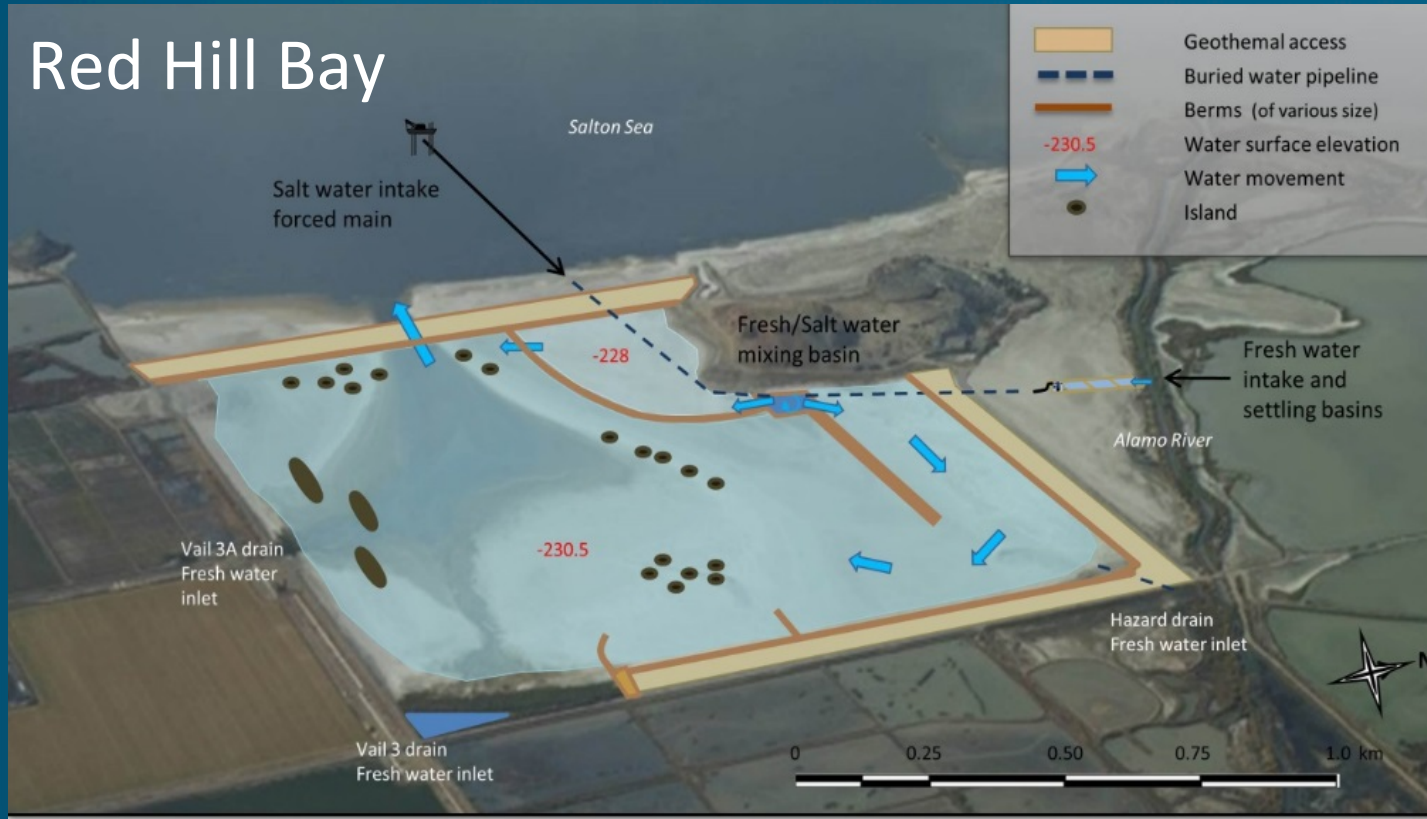 Red Hill Bay
Salton Sea
Salt water intake
forced main
Geothemal access
Buried water pipeline
Berms (of various size)
-230.5
Water surface elevation
Water movement
Island
-228
Fresh/Salt water
mixing basin
Fresh water
intake and
settling basins
Alamo River
-230.5
Vail 3A drain
Fresh water
inlet
Hazard drain
Fresh water inlet
N
Vail 3 drain
Fresh water inlet
0 0.25 0.50 0.75 1.0 km